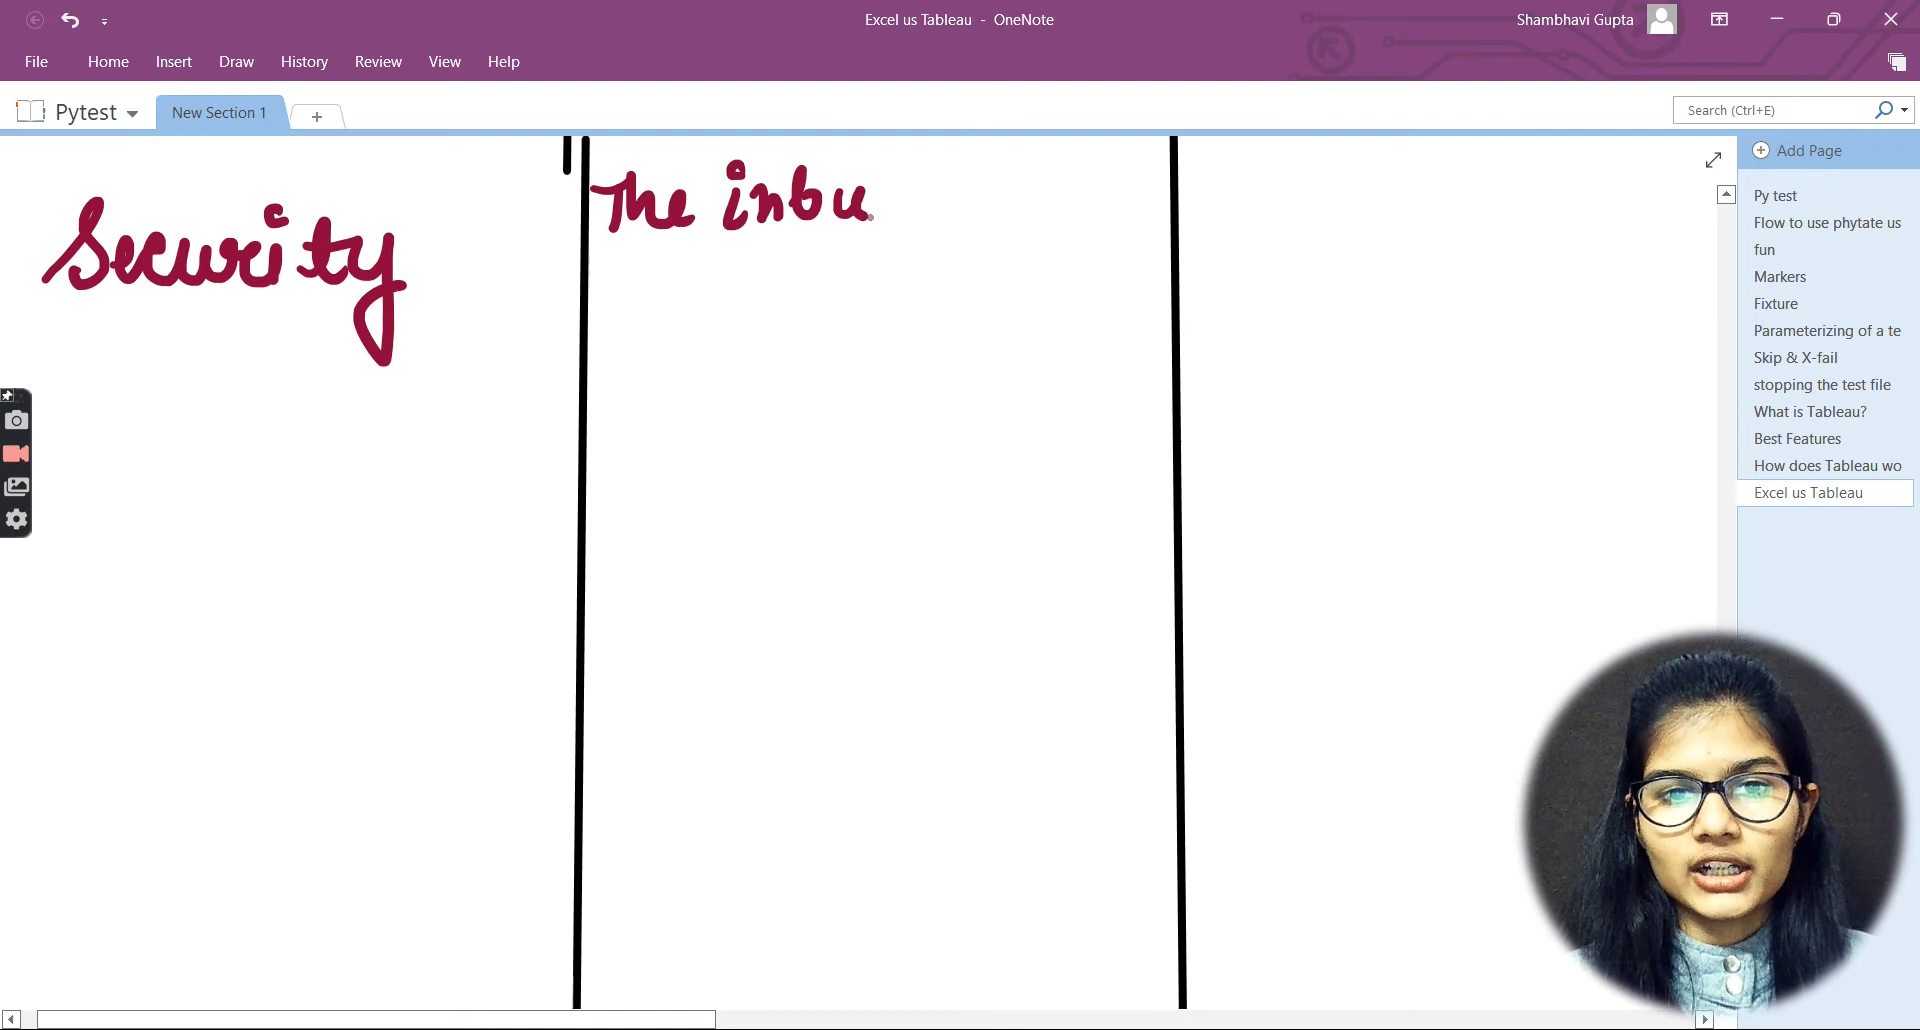 Excel us Tableau - OneNote
Shambhavi Gupta
File Home Insert Draw History Review View Help
Pytest
New Section 1
+
Search (Ctrl+E)
Add Page
Py test
Flow to use phytate us
fun
Markers
Fixture
Parameterizing of a te
Skip & X-fail
stopping the test file
What is Tableau?
Best Features
How does Tableau wo
Excel us Tableau
Security
The inbu